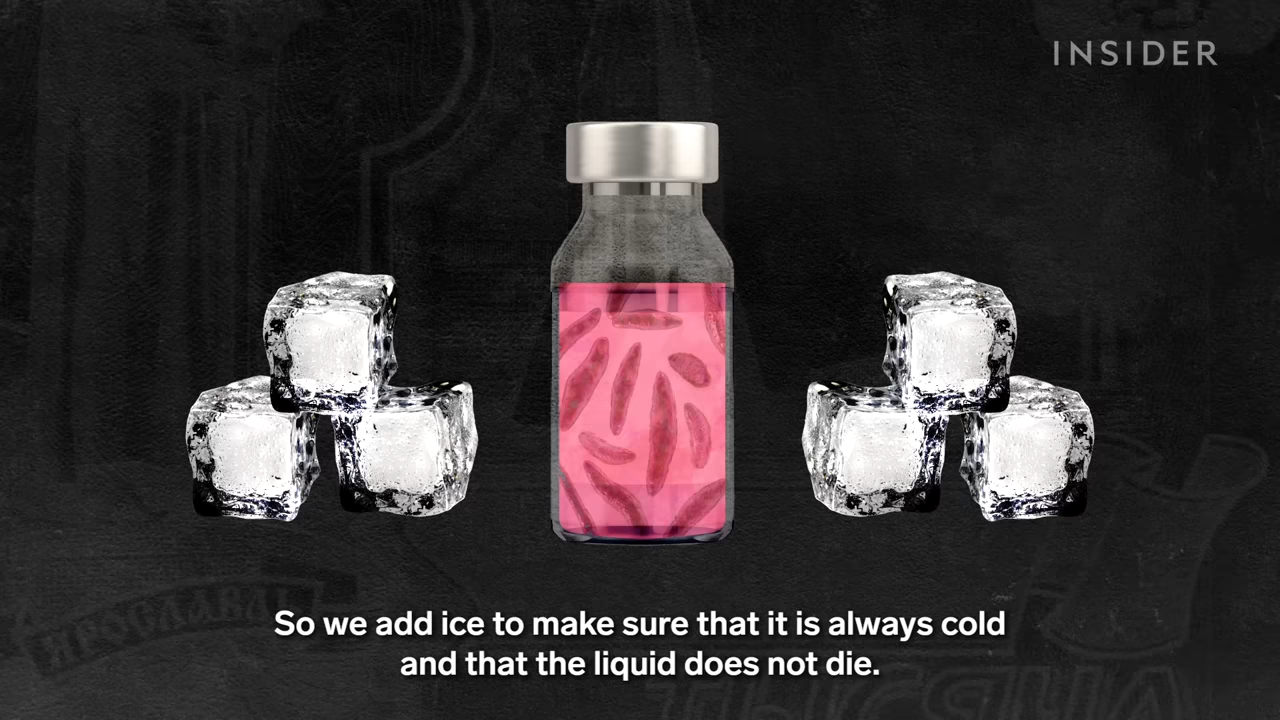 INSIDER
So we add ice to make sure that it is always cold
and that the liquid does not die.